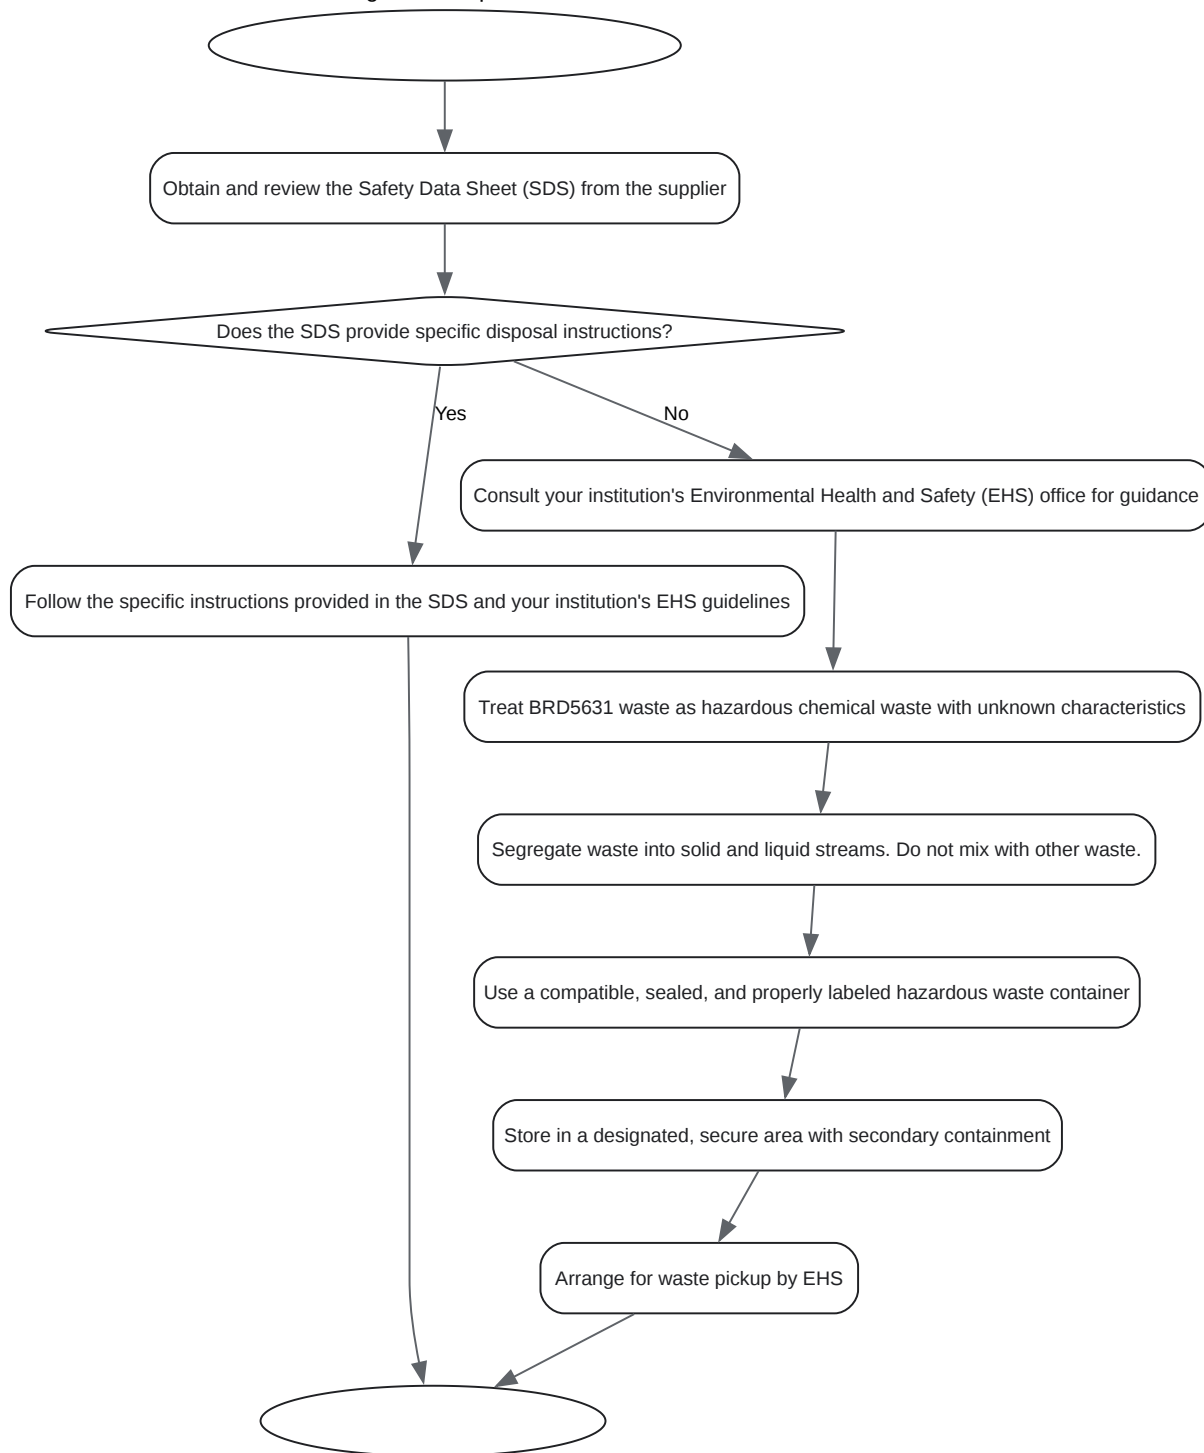 Obtain and review the Safety Data Sheet (SDS) from the supplier
Does the SDS provide specific disposal instructions?
Yes
No
Consult your institution's Environmental Health and Safety (EHS) office for guidance
Follow the specific instructions provided in the SDS and your institution's EHS guidelines
Treat BRD5631 waste as hazardous chemical waste with unknown characteristics
Segregate waste into solid and liquid streams. Do not mix with other waste.
Use a compatible, sealed, and properly labeled hazardous waste container
Store in a designated, secure area with secondary containment
Arrange for waste pickup by EHS